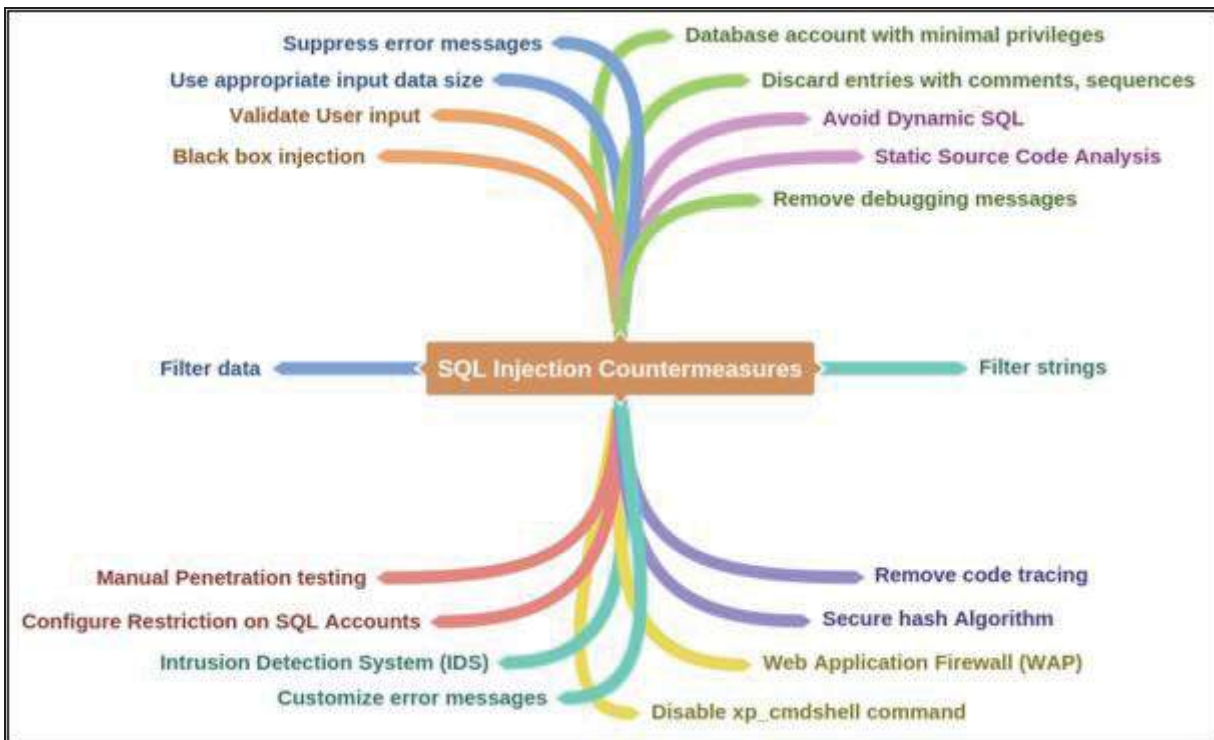 Suppress error messages
Use appropriate input data size
Validate User input
Black box injection
Database account with minimal privileges
Discard entries with comments, sequences
Avoid Dynamic SQL
Static Source Code Analysis
Remove debugging messages
Filter data
SQL Injection Countermeasures
Filter strings
Manual Penetration testing
Configure Restriction on SQL Accounts
Intrusion Detection System (IDS)
Customize error messages
Remove code tracing
Secure hash Algorithm
Web Application Firewall (WAP)
Disable xp_cmdshell command